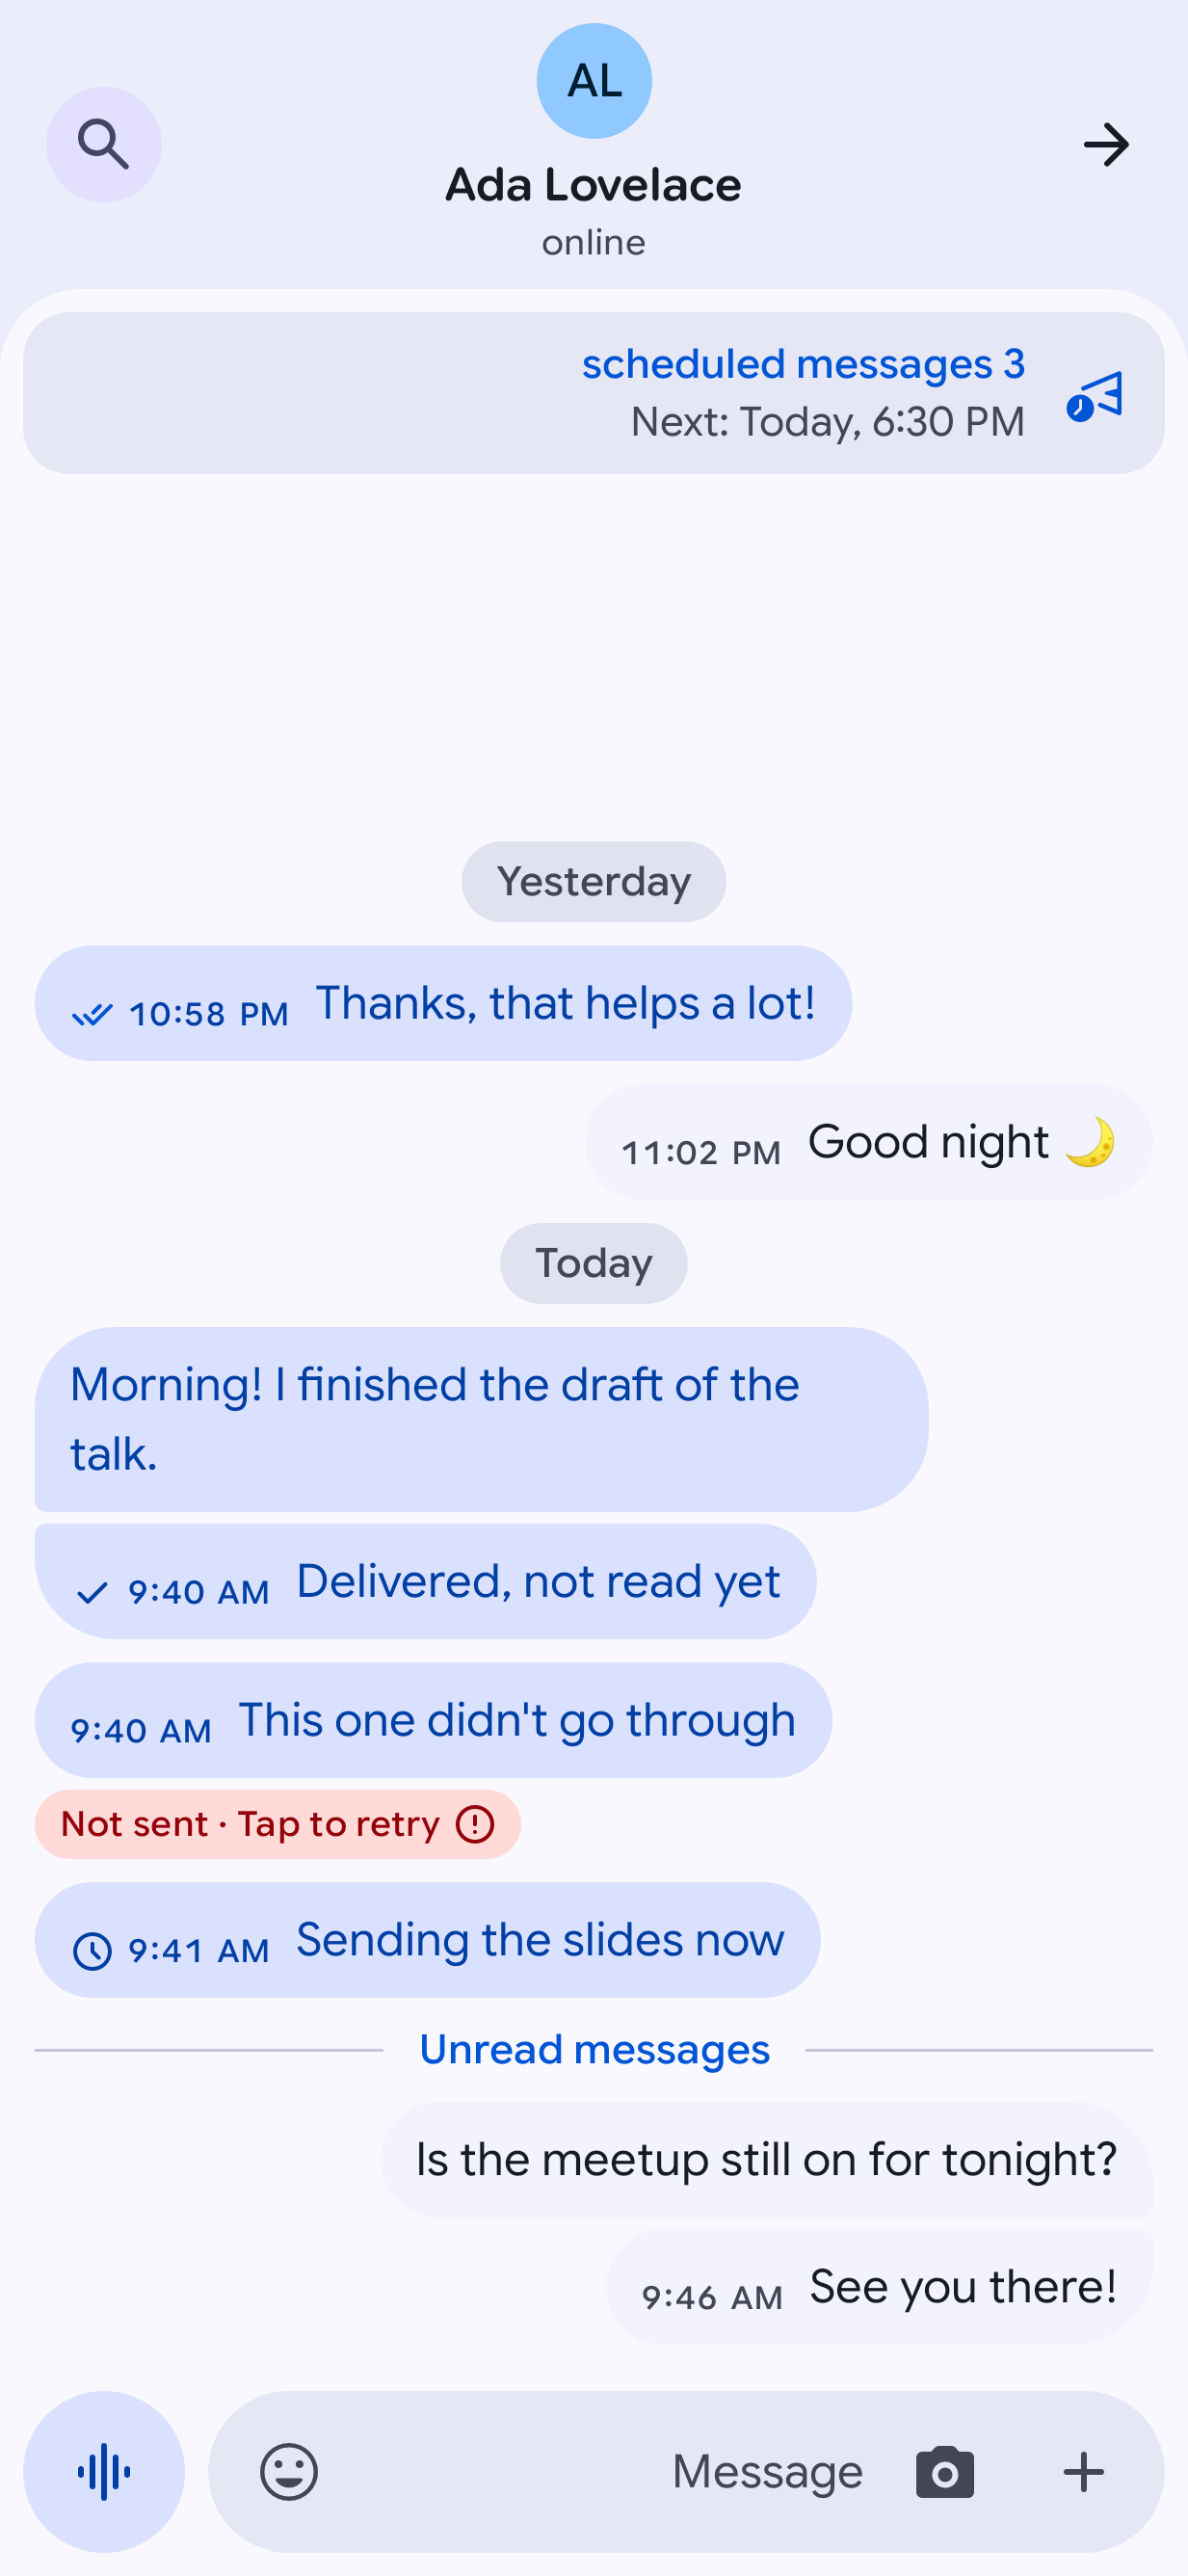 AL
Ada Lovelace
online
scheduled messages 3
Next: Today, 6:30 PM
Yesterday
10:58 PM Thanks, that helps a lot!
11:02 PM Good night 🌙
Today
Morning! I finished the draft of the
talk.
9:40 AM Delivered, not read yet
9:40 AM This one didn't go through
Not sent · Tap to retry
9:41 AM Sending the slides now
Unread messages
Is the meetup still on for tonight?
9:46 AM See you there!
Message